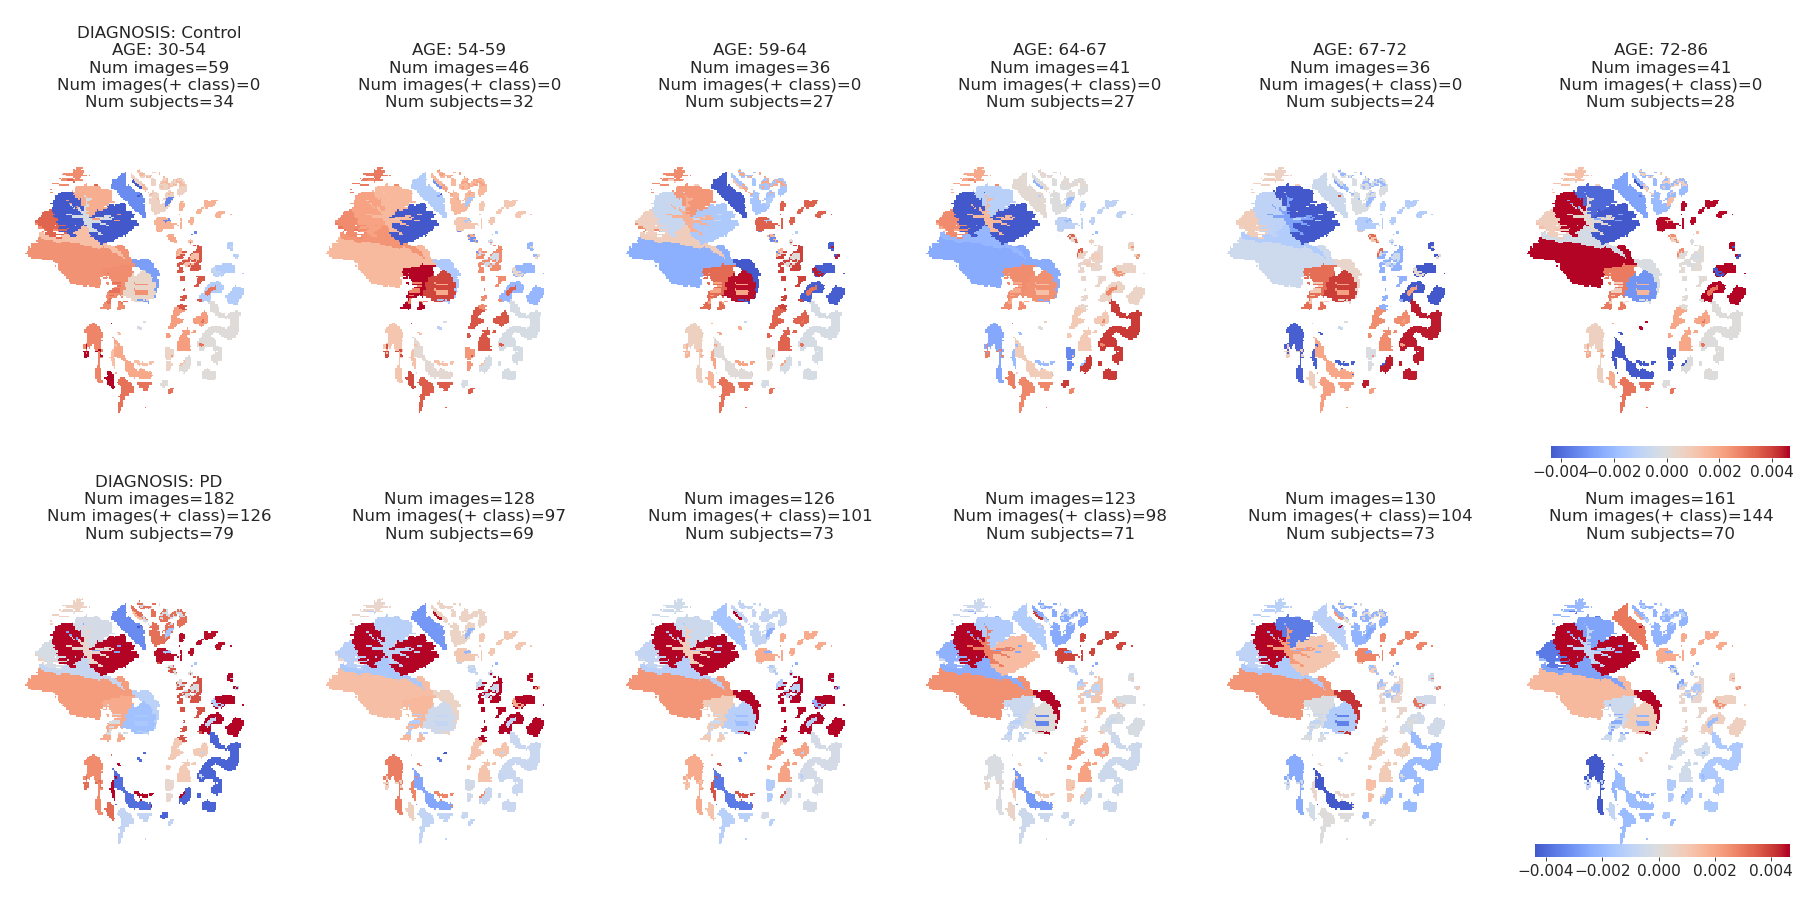 DIAGNOSIS: Control
AGE: 30-54
Num images=59
Num images(+ class)=0
Num subjects=34
AGE: 54-59
Num images=46
Num images(+ class)=0
Num subjects=32
AGE: 59-64
Num images=36
Num images(+ class)=0
Num subjects=27
AGE: 64-67
Num images=41
Num images(+ class)=0
Num subjects=27
AGE: 67-72
Num images=36
Num images(+ class)=0
Num subjects=24
AGE: 72-86
Num images=41
Num images(+ class)=0
Num subjects=28
−0.004 −0.002 0.000 0.002 0.004
DIAGNOSIS: PD
Num images=182
Num images(+ class)=126
Num subjects=79
Num images=128
Num images(+ class)=97
Num subjects=69
Num images=126
Num images(+ class)=101
Num subjects=73
Num images=123
Num images(+ class)=98
Num subjects=71
Num images=130
Num images(+ class)=104
Num subjects=73
Num images=161
Num images(+ class)=144
Num subjects=70
−0.004 −0.002 0.000 0.002 0.004